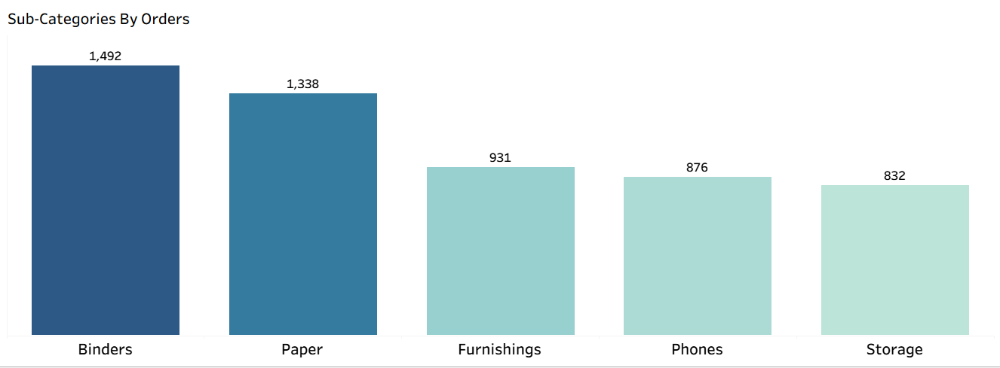 Sub-Categories By Orders
1,492
1,338
931
876
832
Binders
Paper
Furnishings
Phones
Storage